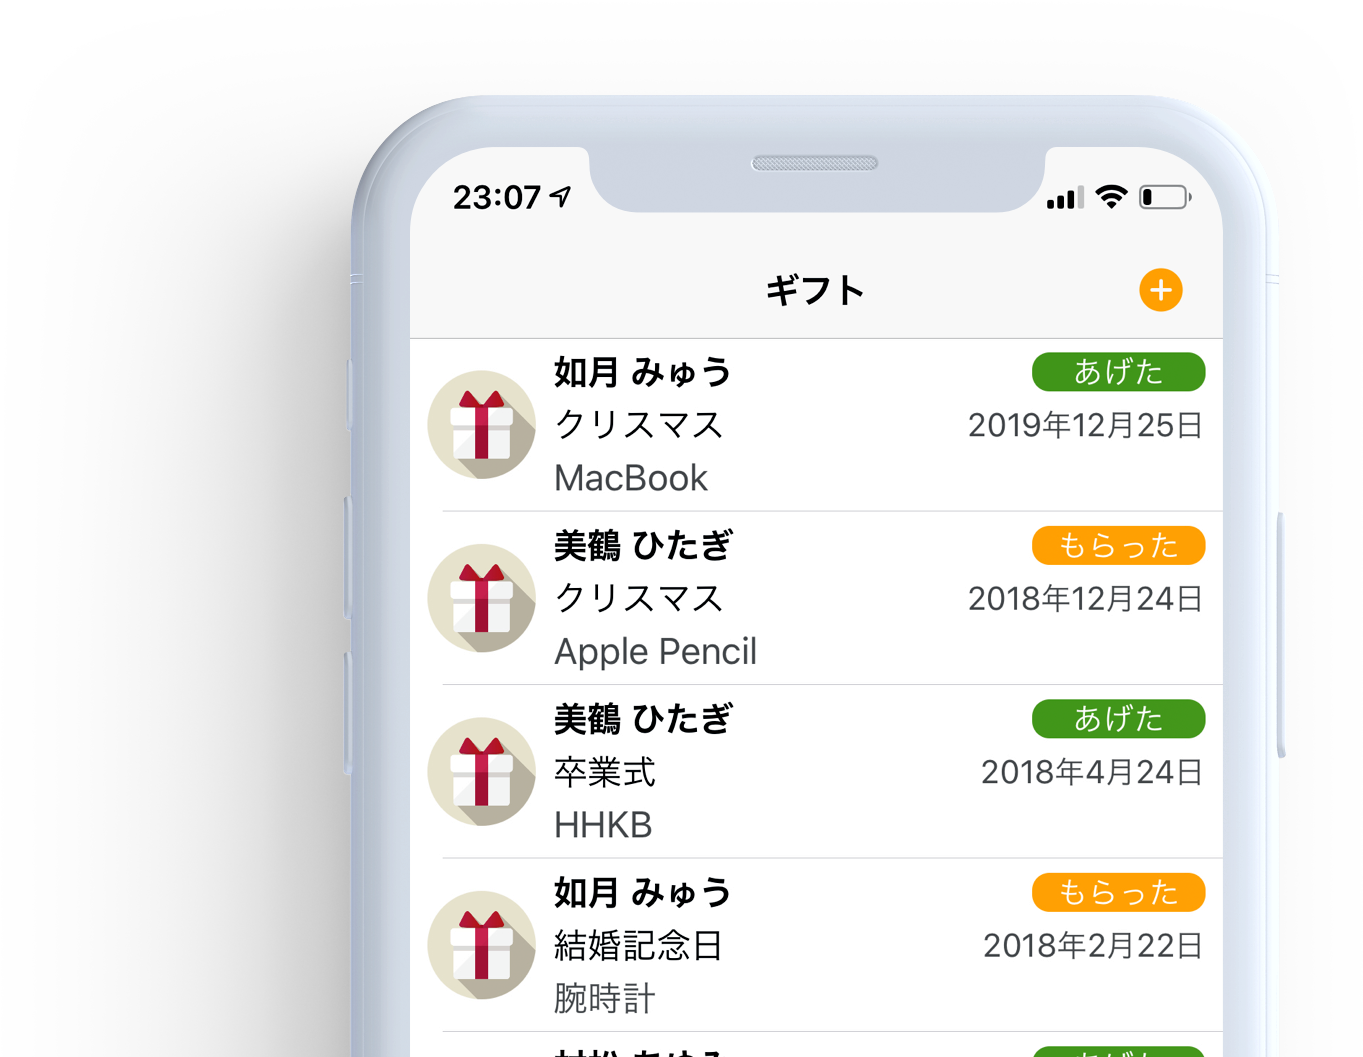 23:07
ギフト
如月 みゅう
あげた
クリスマス
2019年12月25日
MacBook
美鶴 ひたぎ
もらった
クリスマス
2018年12月24日
Apple Pencil
美鶴 ひたぎ
あげた
卒業式
2018年4月24日
HHKB
如月 みゅう
もらった
結婚記念日
2018年2月22日
腕時計